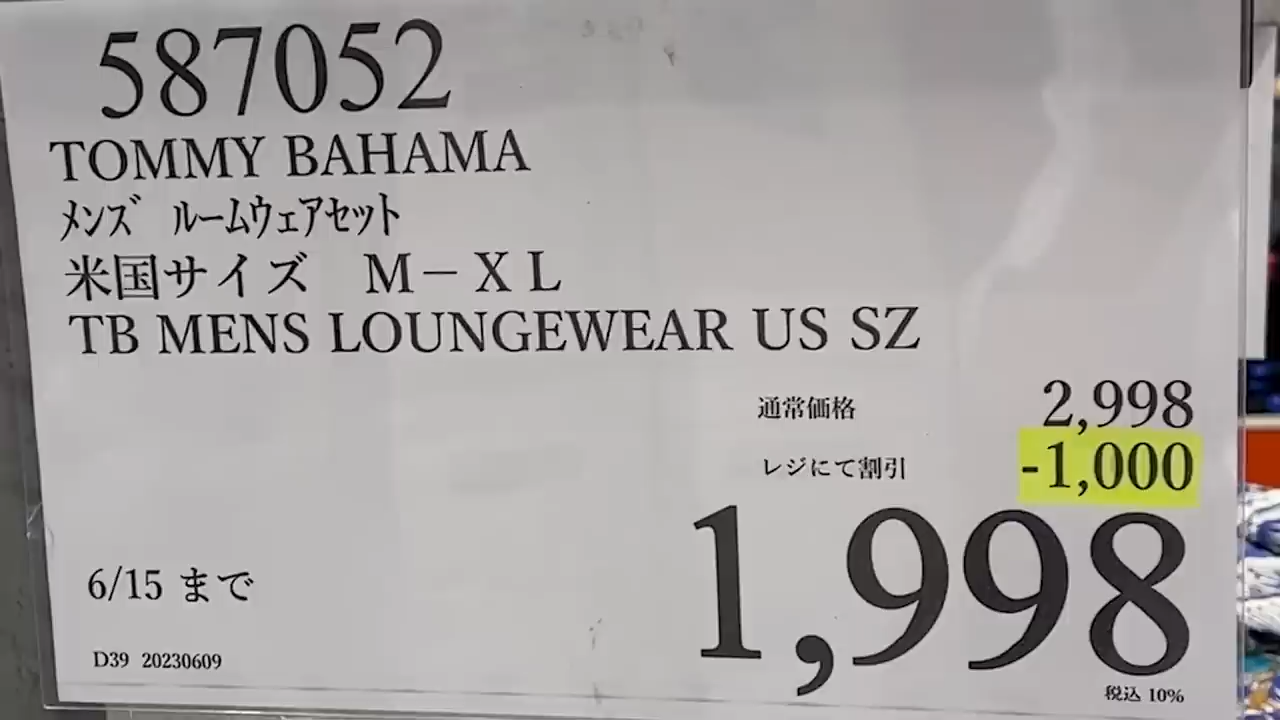 587052
TOMMY BAHAMA
メンズ ルームウェアセット
米国サイズ M－XL
TB MENS LOUNGEWEAR US SZ
通常価格 2,998
レジにて割引 -1,000
1,998
6/15 まで
D39 20230609
税込 10%